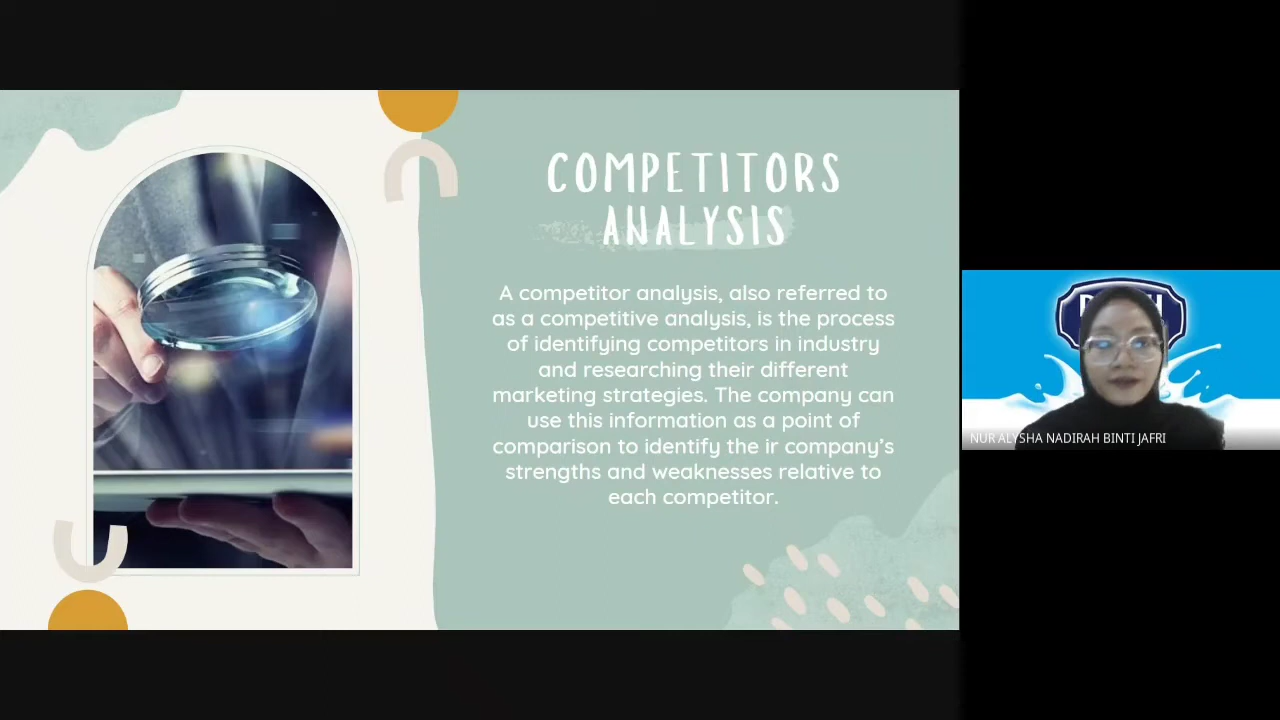 COMPETITORS
ANALYSIS
A competitor analysis, also referred to
as a competitive analysis, is the process
of identifying competitors in industry
and researching their different
marketing strategies. The company can
use this information as a point of
comparison to identify the ir company's
strengths and weaknesses relative to
each competitor.
NUR ALYSHA NADIRAH BINTI JAFRI